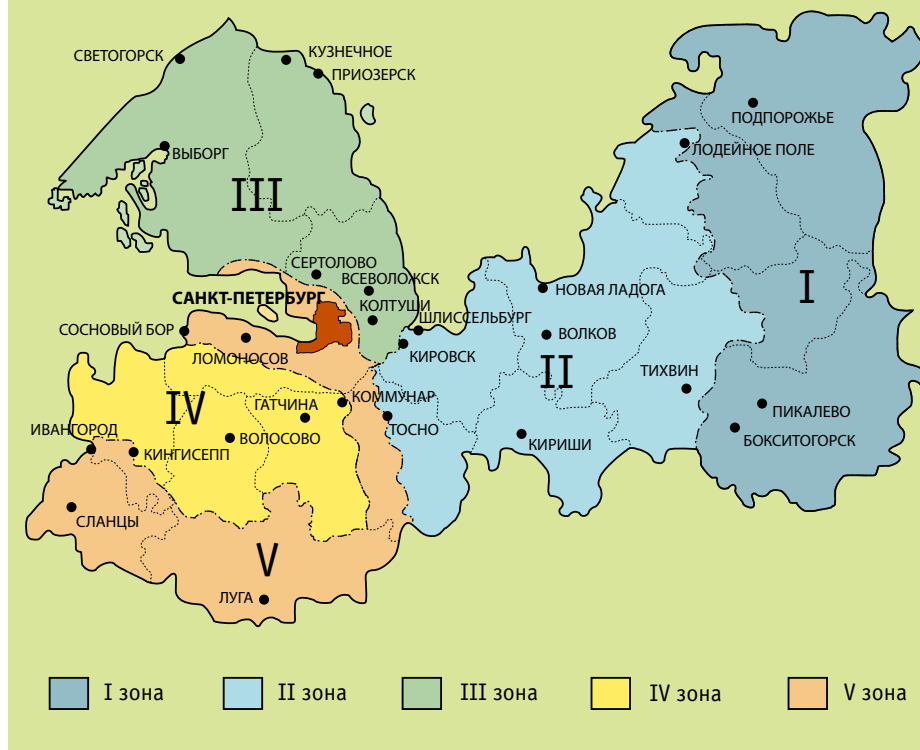 СВЕТОГОРСК
КУЗНЕЧНОЕ
ПРИОЗЕРСК
ПОДПОРОЖЬЕ
ВЫБОРГ
ЛОДЕЙНОЕ ПОЛЕ
III
СЕРТОЛОВО
ВСЕВОЛОЖСК
САНКТ-ПЕТЕРБУРГ
КОЛТУШИ
НОВАЯ ЛАДОГА
I
ШЛИССЕЛЬБУРГ
СОСНОВЫЙ БОР
ВОЛКОВ
ЛОМОНОСОВ
КИРОВСК
II
ТИХВИН
IV
ГАТЧИНА
КОММУНАР
ПИКАЛЕВО
ИВАНГОРОД
ВОЛОСОВО
ТОСНО
БОКСИТОГОРСК
КИНГИСЕПП
КИРИШИ
СЛАНЦЫ
V
ЛУГА
I зона
II зона
III зона
IV зона
V зона